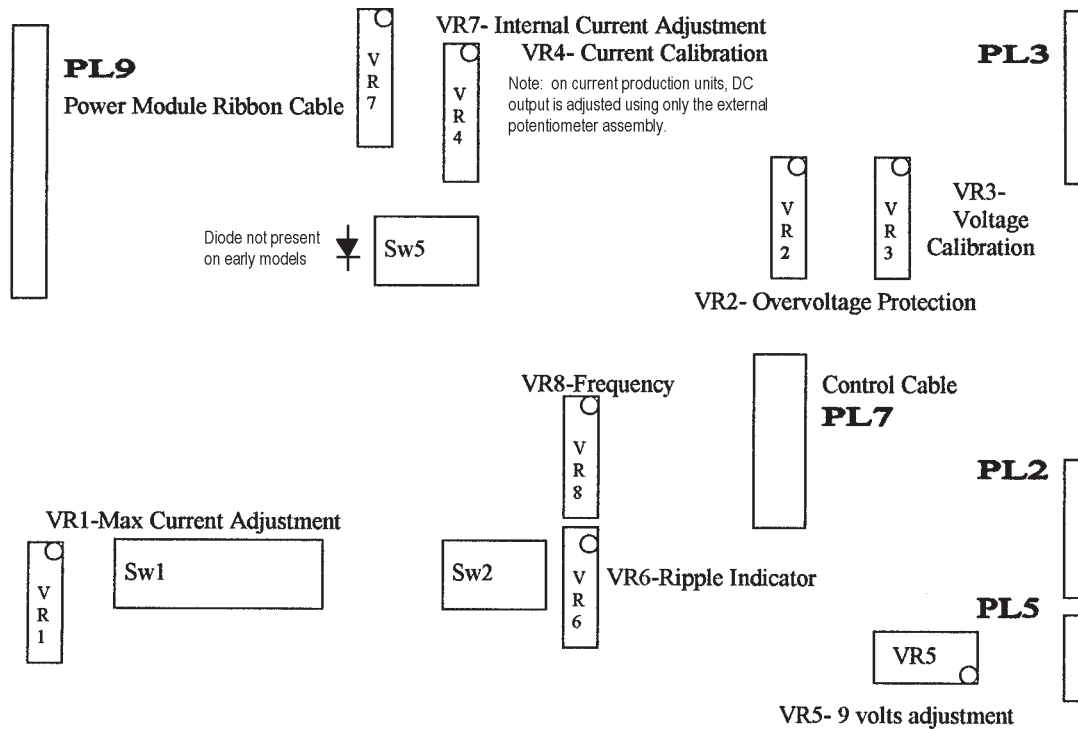 PL9
Power Module Ribbon Cable
V
R
7
VR7- Internal Current Adjustment
VR4- Current Calibration
Note: on current production units, DC
output is adjusted using only the external
potentiometer assembly.
V
R
4
PL3
Diode not present
on early models
Sw5
V
R
2
V
R
3
VR3-
Voltage
Calibration
VR2- Overvoltage Protection
VR8-Frequency
V
R
8
Control Cable
PL7
PL2
VR1-Max Current Adjustment
V
R
1
Sw1
Sw2
V
R
6
VR6-Ripple Indicator
PL5
VR5
VR5- 9 volts adjustment